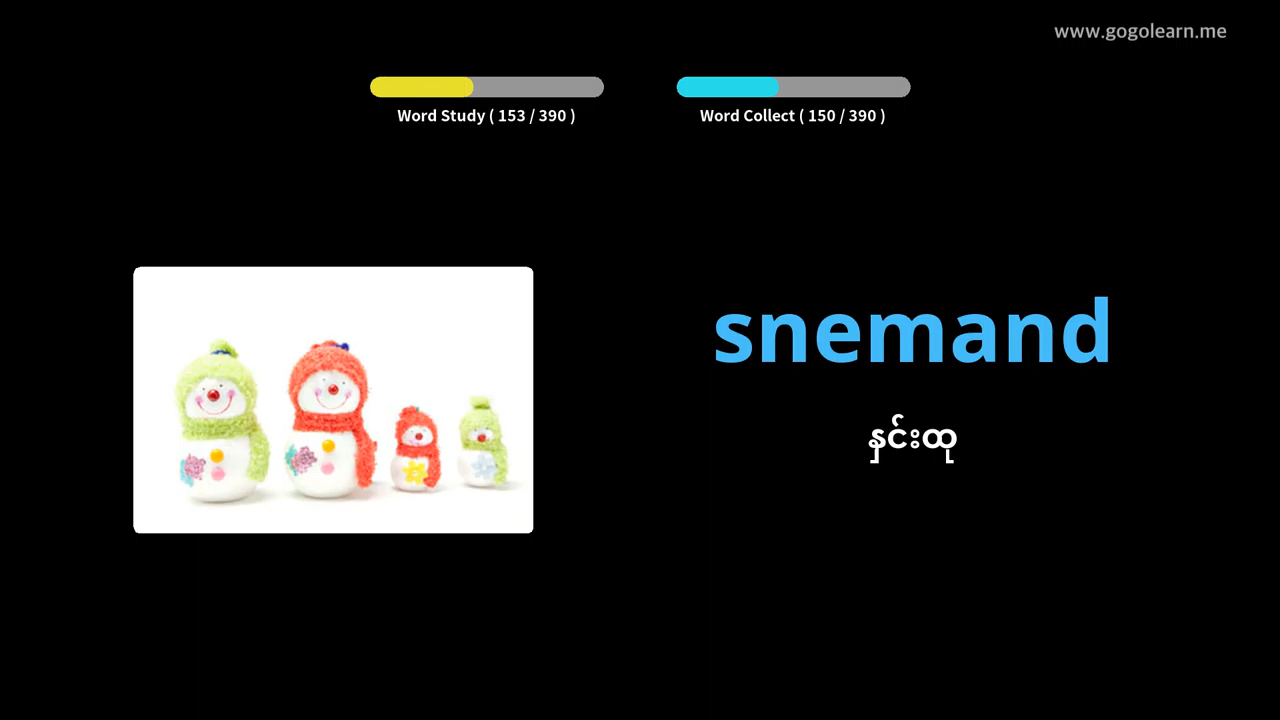 www.gogolearn.me
Word Study ( 153 / 390 )
Word Collect ( 150 / 390 )
snemand
နှင်းထု